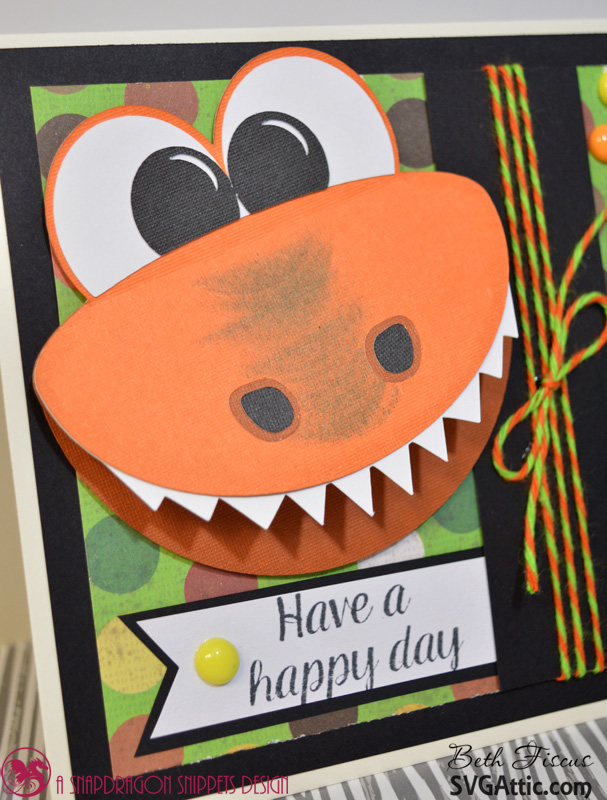 Have a
happy day
Beth Fiscus
A SNAPDRAGON SNIPPETS DESIGN
SVGAttic.com